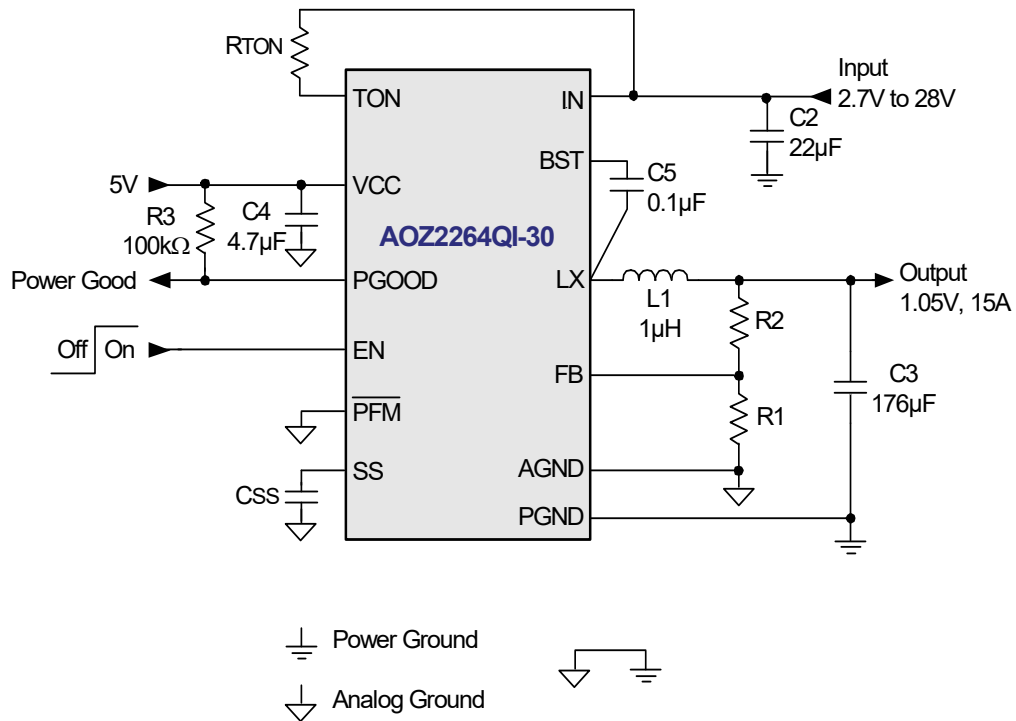 RTON
TON
IN
Input
2.7V to 28V
C2
22µF
BST
C5
0.1µF
5V
VCC
R3
100kΩ
C4
4.7µF
AOZ2264QI-30
Power Good
PGOOD
LX
L1
1µH
Output
1.05V, 15A
R2
Off
On
EN
FB
C3
176µF
PFM
R1
SS
AGND
CSS
PGND
Power Ground
Analog Ground